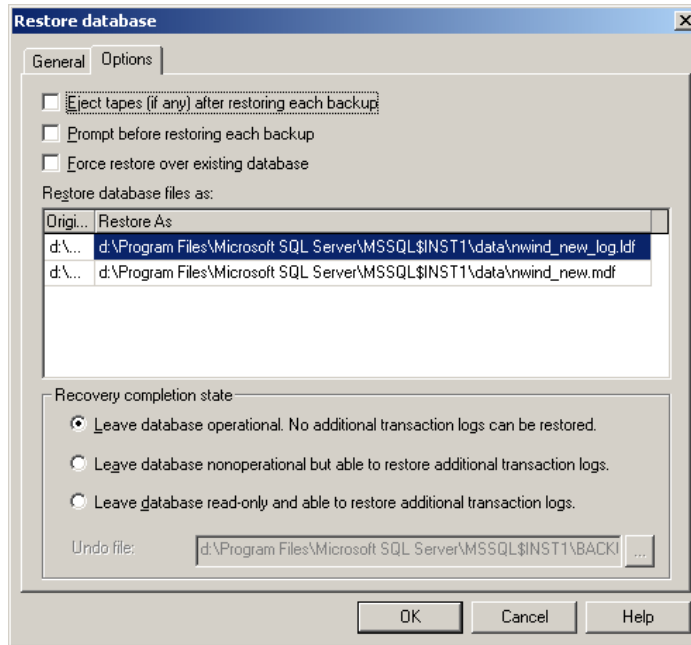 Restore database
General Options
Eject tapes (if any) after restoring each backup
Prompt before restoring each backup
Force restore over existing database
Restore database files as:
Origi... Restore As
d:\... d:\Program Files\Microsoft SQL Server\MSSQL$INST1\data\nwind_new_log.ldf
d:\... d:\Program Files\Microsoft SQL Server\MSSQL$INST1\data\nwind_new.mdf
Recovery completion state
Leave database operational. No additional transaction logs can be restored.
Leave database nonoperational but able to restore additional transaction logs.
Leave database read-only and able to restore additional transaction logs.
Undo file: d:\Program Files\Microsoft SQL Server\MSSQL$INST1\BACK ...
OK Cancel Help